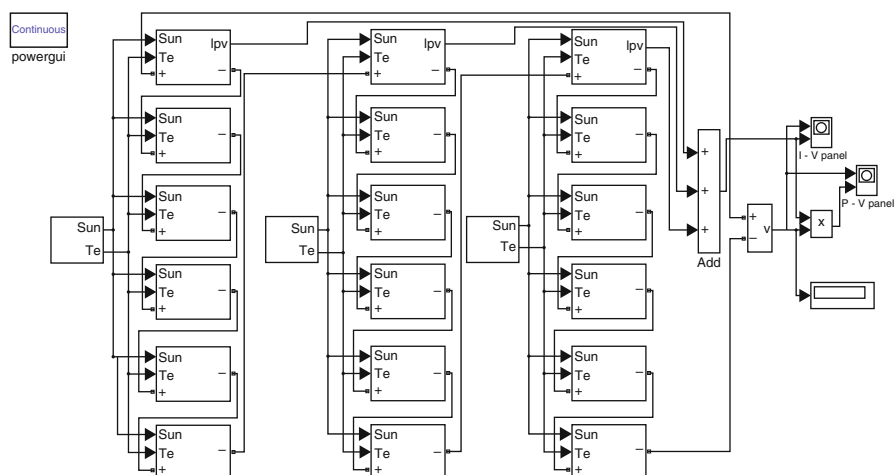 Continuous
powergui
Sun
Te
+
Ipv
−
Sun
Te
+
−
Sun
Te
+
−
Sun
Te
+
−
Sun
Te
+
−
Sun
Te
+
−
Sun
Te
Sun
Te
+
Ipv
−
Sun
Te
+
−
Sun
Te
+
−
Sun
Te
+
−
Sun
Te
+
−
Sun
Te
+
−
Sun
Te
Sun
Te
+
Ipv
−
Sun
Te
+
−
Sun
Te
+
−
Sun
Te
+
−
Sun
Te
+
−
Sun
Te
+
−
Sun
Te
+
+
+
Add
+
−
v
x
I - V panel
P - V panel